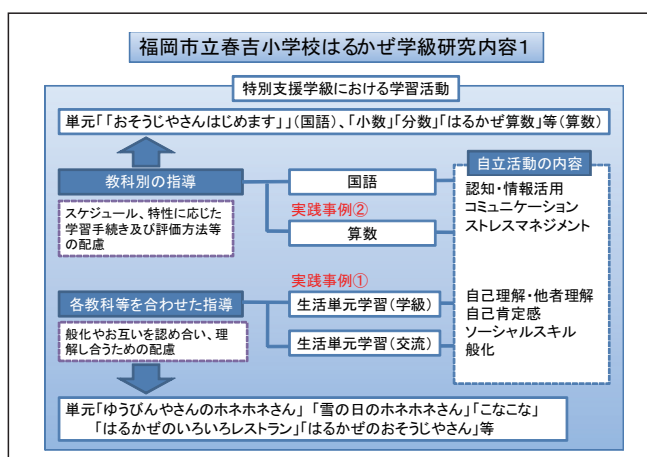 福岡市立春吉小学校はるかぜ学級研究内容1
特別支援学級における学習活動
単元「「おそうじやさんはじめます」」(国語)、「小数」「分数」「はるかぜ算数」等(算数)
教科別の指導
スケジュール、特性に応じた
学習手続き及び評価方法等
の配慮
国語
実践事例②
算数
自立活動の内容
認知・情報活用
コミュニケーション
ストレスマネジメント
自己理解・他者理解
自己肯定感
ソーシャルスキル
般化
各教科等を合わせた指導
般化やお互いを認め合い、
理解し合うための配慮
実践事例①
生活単元学習(学級)
生活単元学習(交流)
単元「ゆうびんやさんのホネホネさん」「雪の日のホネホネさん」「こなこな」
「はるかぜのいろいろレストラン」「はるかぜのおそうじやさん」等